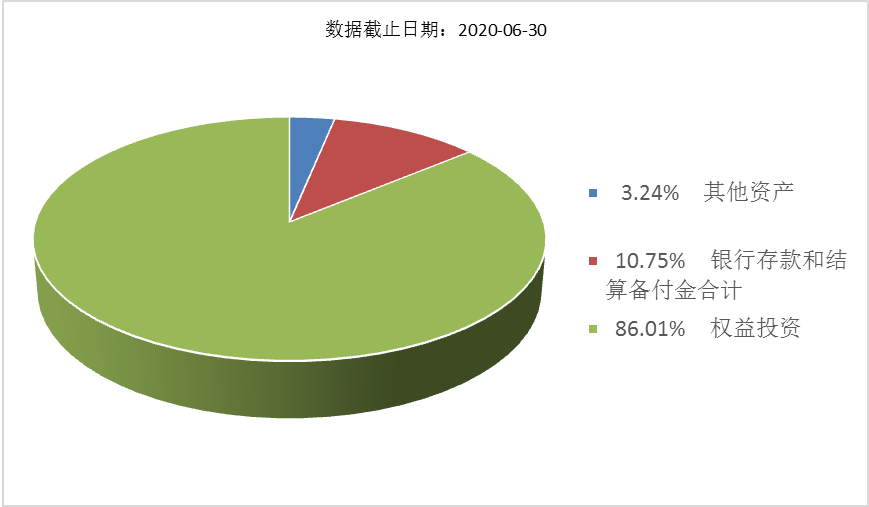 数据截止日期：2020-06-30
3.24% 其他资产
10.75% 银行存款和结
算备付金合计
86.01% 权益投资